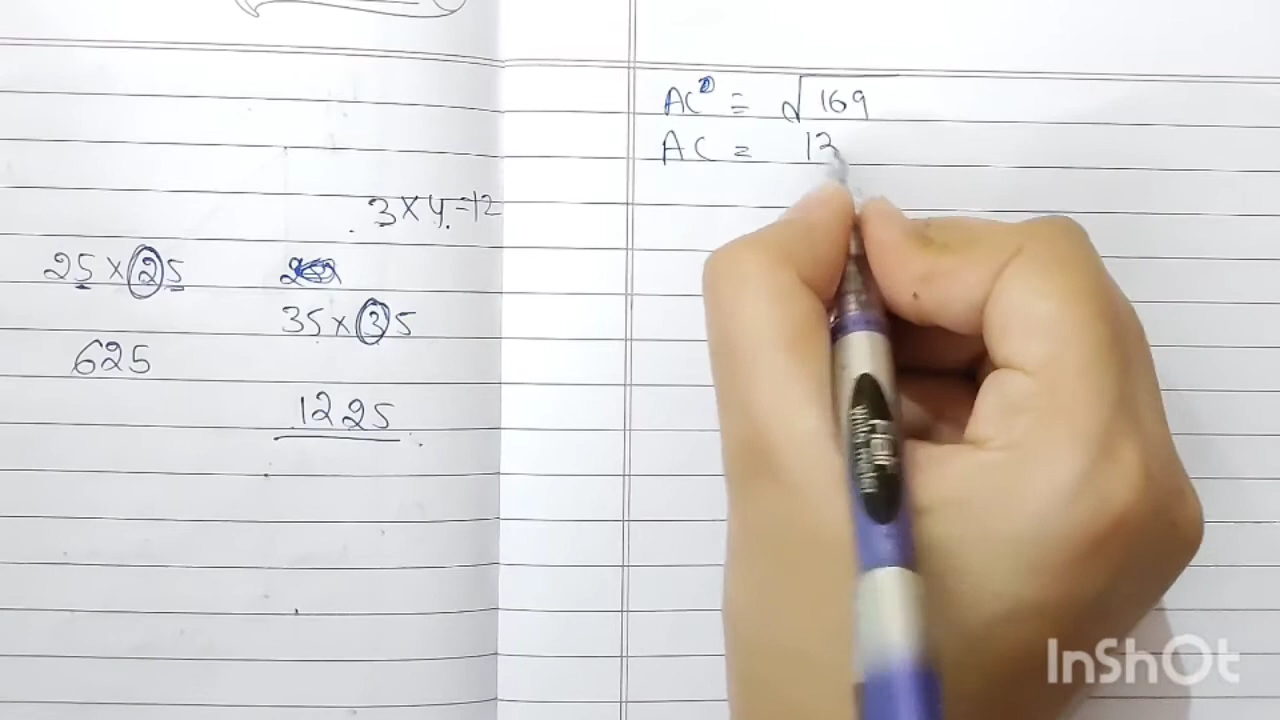 3 × 4 = 12
25 × 25
35 × 35
625
1225
AC² = √169
AC = 13
InShOt